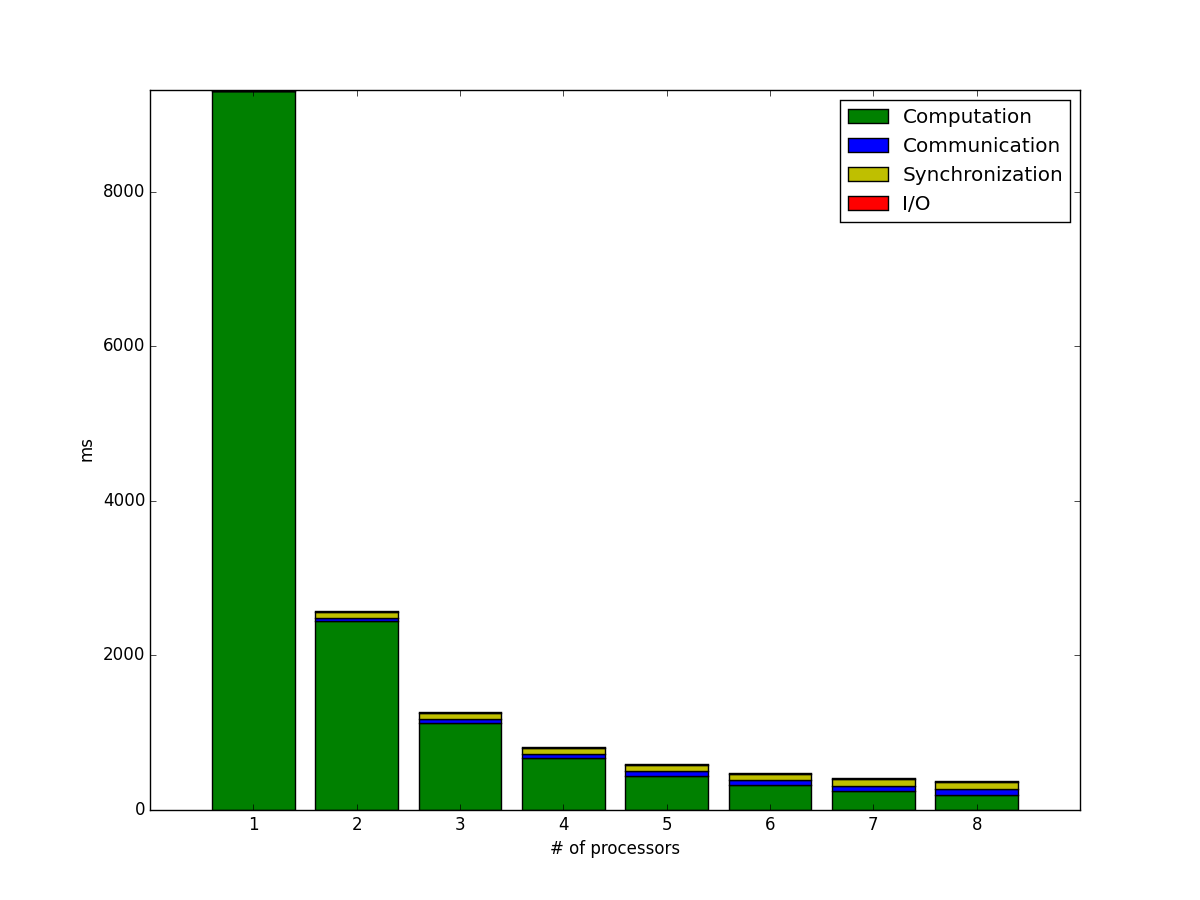 Computation
Communication
Synchronization
I/O
8000
6000
ms
4000
2000
0
1 2 3 4 5 6 7 8
# of processors